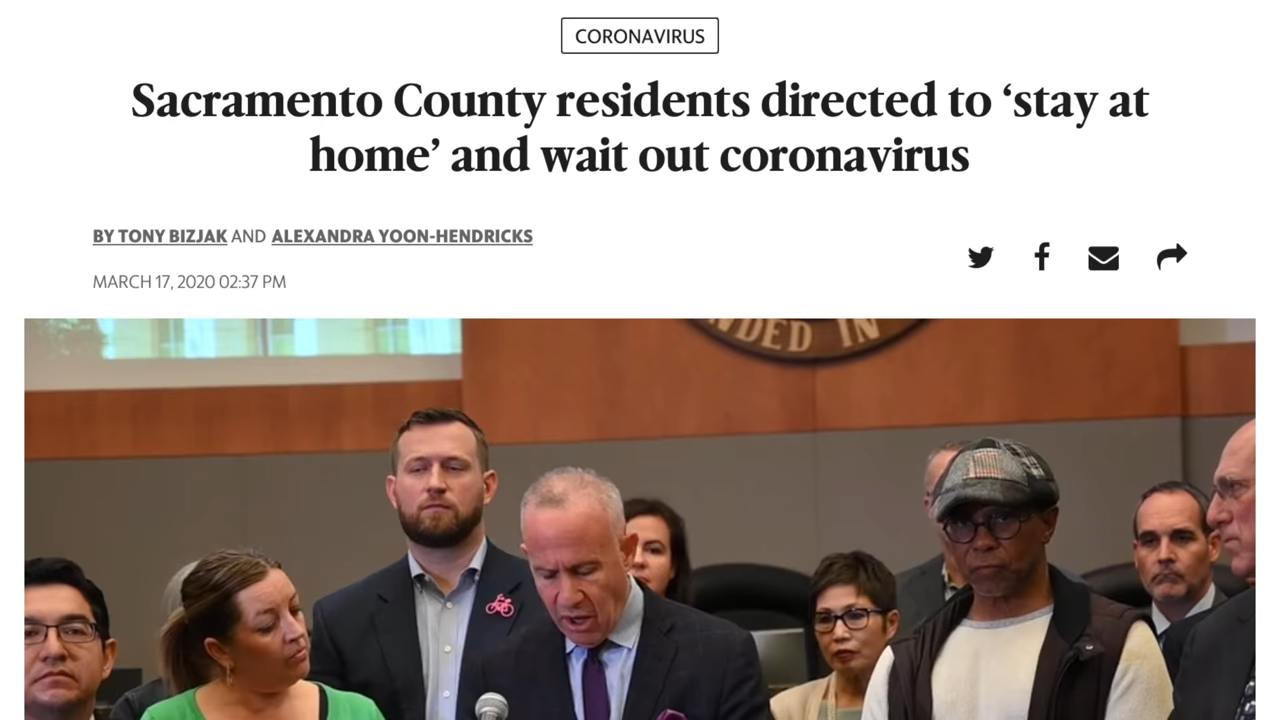 CORONAVIRUS
Sacramento County residents directed to ‘stay at
home’ and wait out coronavirus
BY TONY BIZJAK AND ALEXANDRA YOON-HENDRICKS
MARCH 17, 2020 02:37 PM
IN